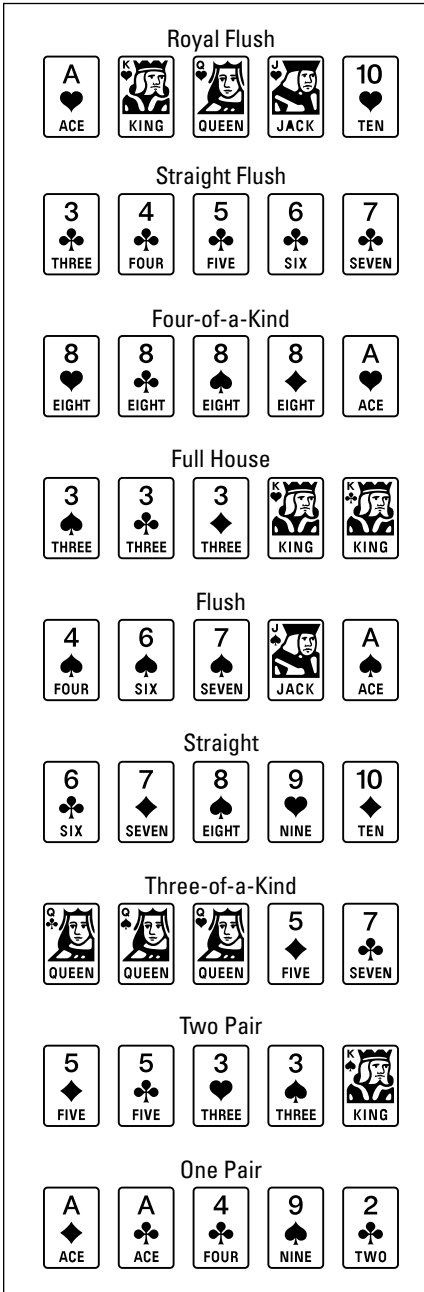 Royal Flush
A K Q J 10
ACE KING QUEEN JACK TEN
Straight Flush
3 4 5 6 7
THREE FOUR FIVE SIX SEVEN
Four-of-a-Kind
8 8 8 8 A
EIGHT EIGHT EIGHT EIGHT ACE
Full House
3 3 3 K K
THREE THREE THREE KING KING
Flush
4 6 7 J A
FOUR SIX SEVEN JACK ACE
Straight
6 7 8 9 10
SIX SEVEN EIGHT NINE TEN
Three-of-a-Kind
Q Q Q 5 7
QUEEN QUEEN QUEEN FIVE SEVEN
Two Pair
5 5 3 3 K
FIVE FIVE THREE THREE KING
One Pair
A A 4 9 2
ACE ACE FOUR NINE TWO